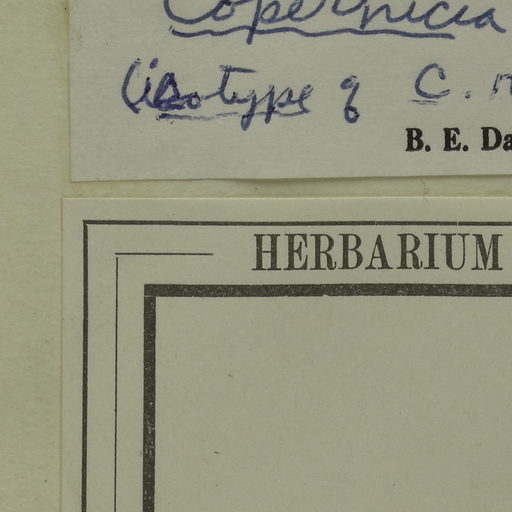 Copernicia
(isotype of C.
B. E. Da
HERBARIUM